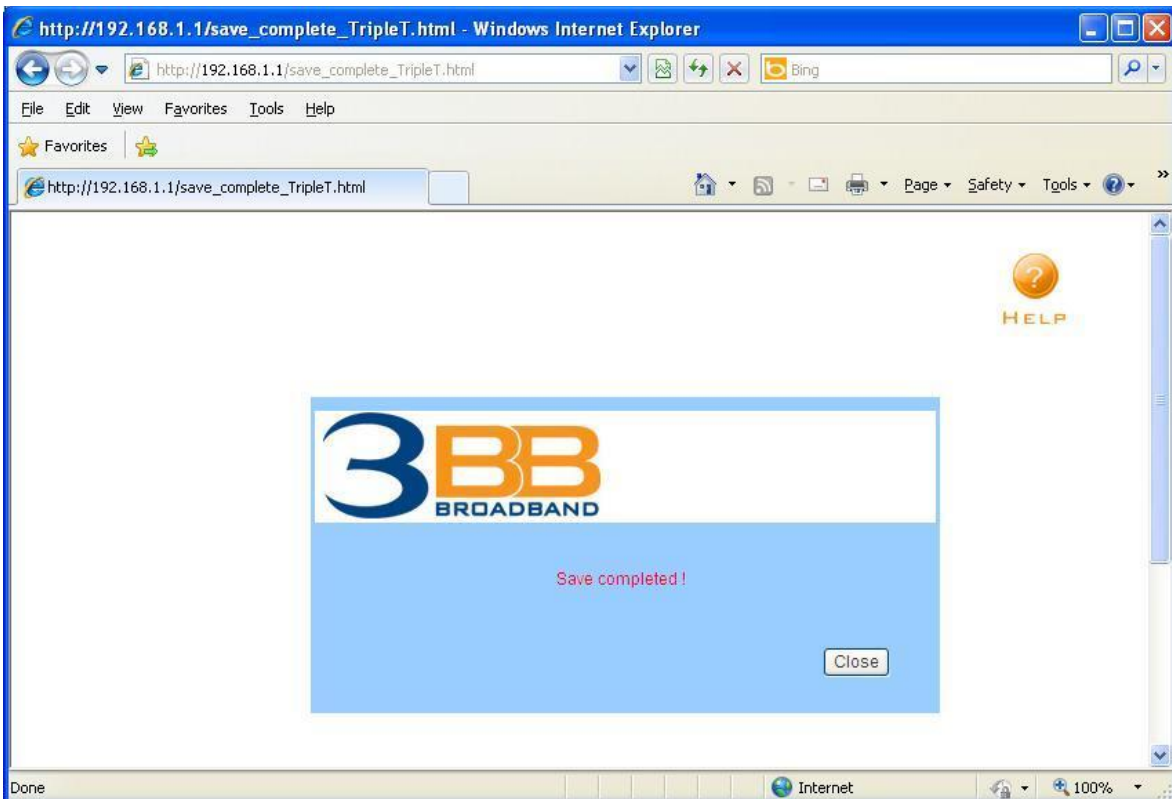 http://192.168.1.1/save_complete_TripleT.html - Windows Internet Explorer
http://192.168.1.1/save_complete_TripleT.html Bing
File Edit View Favorites Tools Help
Favorites
http://192.168.1.1/save_complete_TripleT.html Page Safety Tools »
?
HELP
3BB
BROADBAND
Save completed !
Close
Done Internet 100%